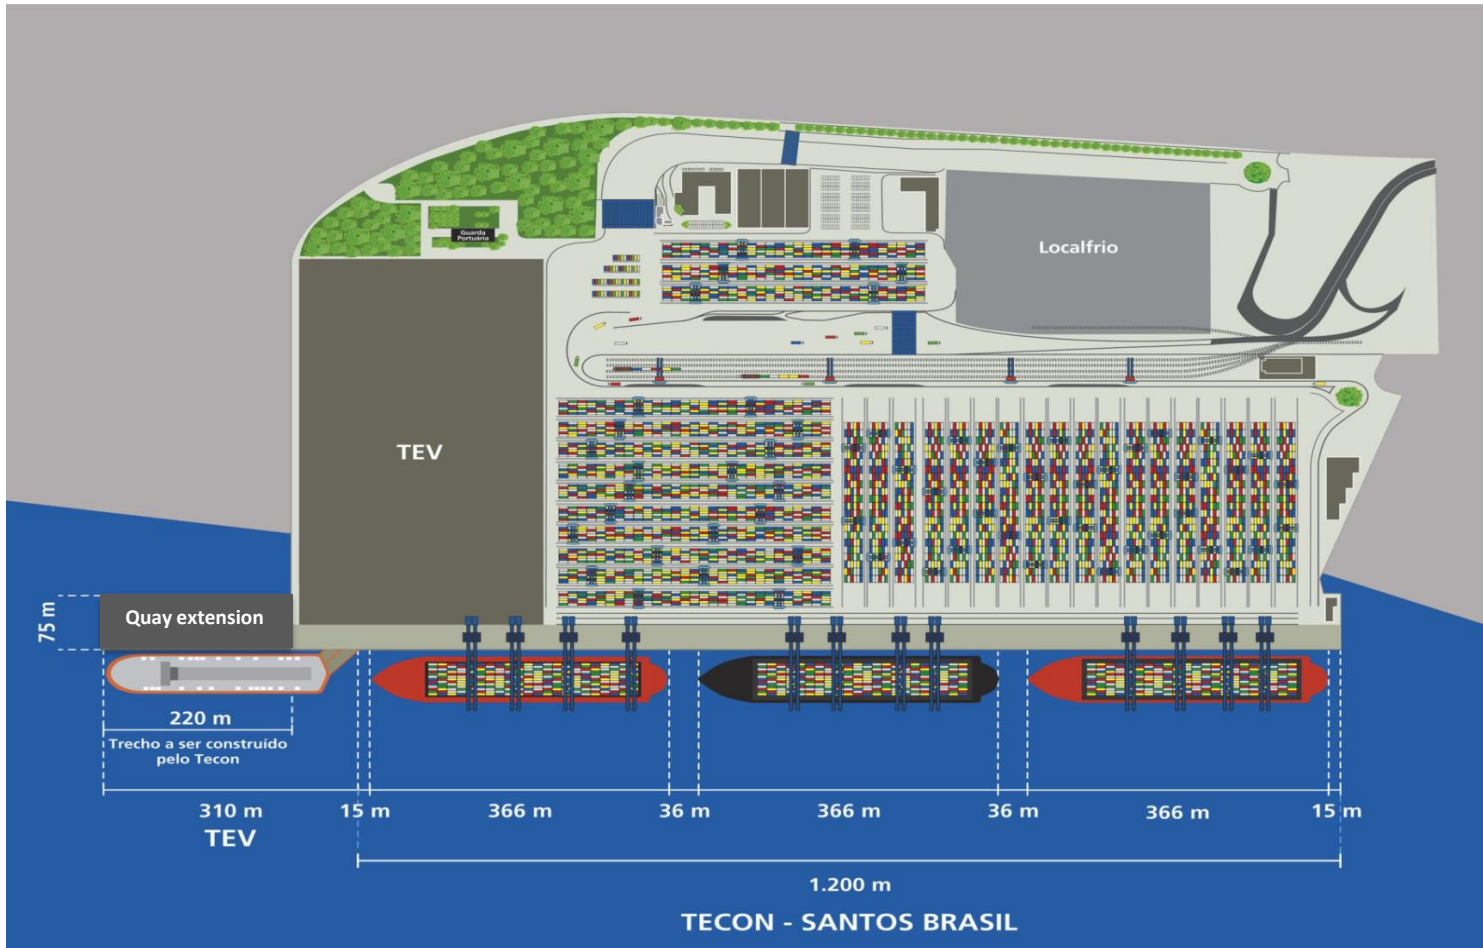 Guarda
Portuária
Localfrio
TEV
75 m
Quay extension
220 m
Trecho a ser construído
pelo Tecon
310 m
TEV
15 m
366 m
36 m
366 m
36 m
366 m
15 m
1.200 m
TECON - SANTOS BRASIL